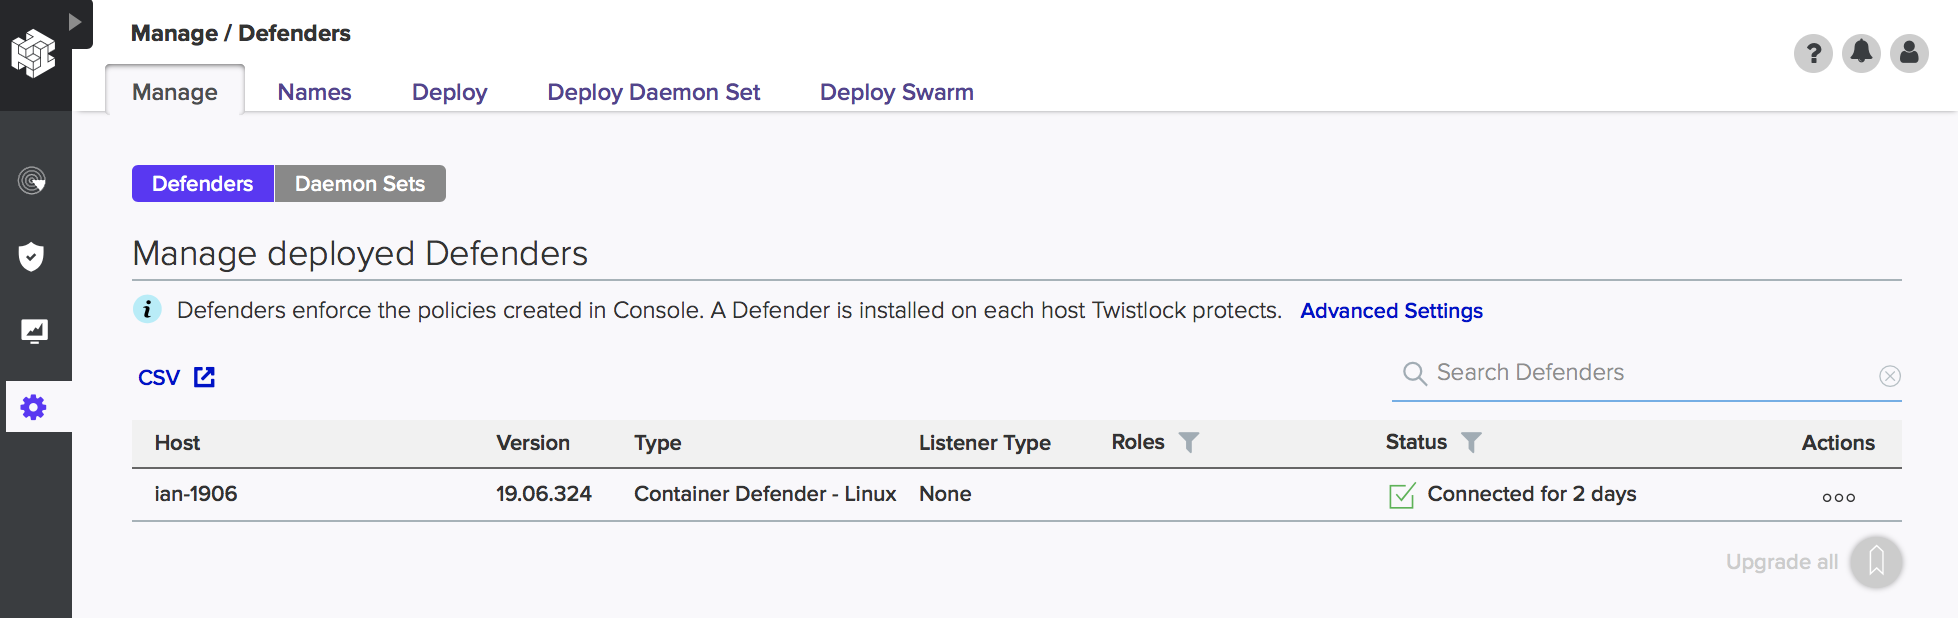 Manage / Defenders
Manage Names Deploy Deploy Daemon Set Deploy Swarm
Defenders Daemon Sets
Manage deployed Defenders
i Defenders enforce the policies created in Console. A Defender is installed on each host Twistlock protects. Advanced Settings
CSV Search Defenders
Host Version Type Listener Type Roles Status Actions
ian-1906 19.06.324 Container Defender - Linux None Connected for 2 days
Upgrade all